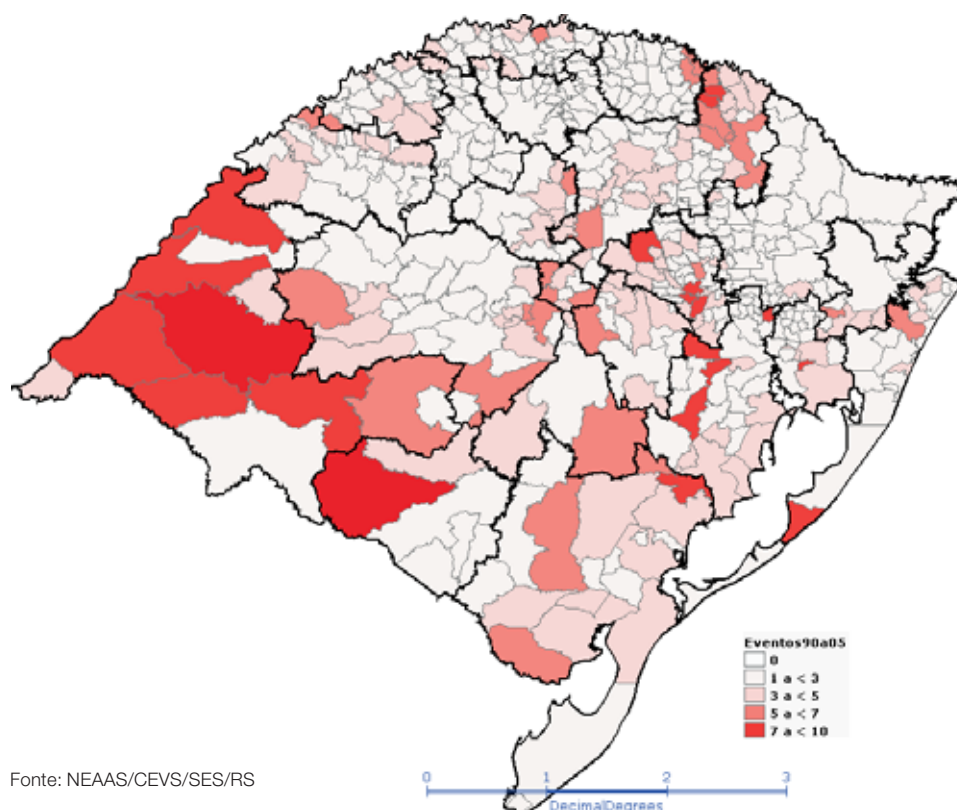 Eventos90a05
0
1 a < 3
3 a < 5
5 a < 7
7 a < 10
Fonte: NEAAS/CEVS/SES/RS
0 1 2 3
DecimalDegrees